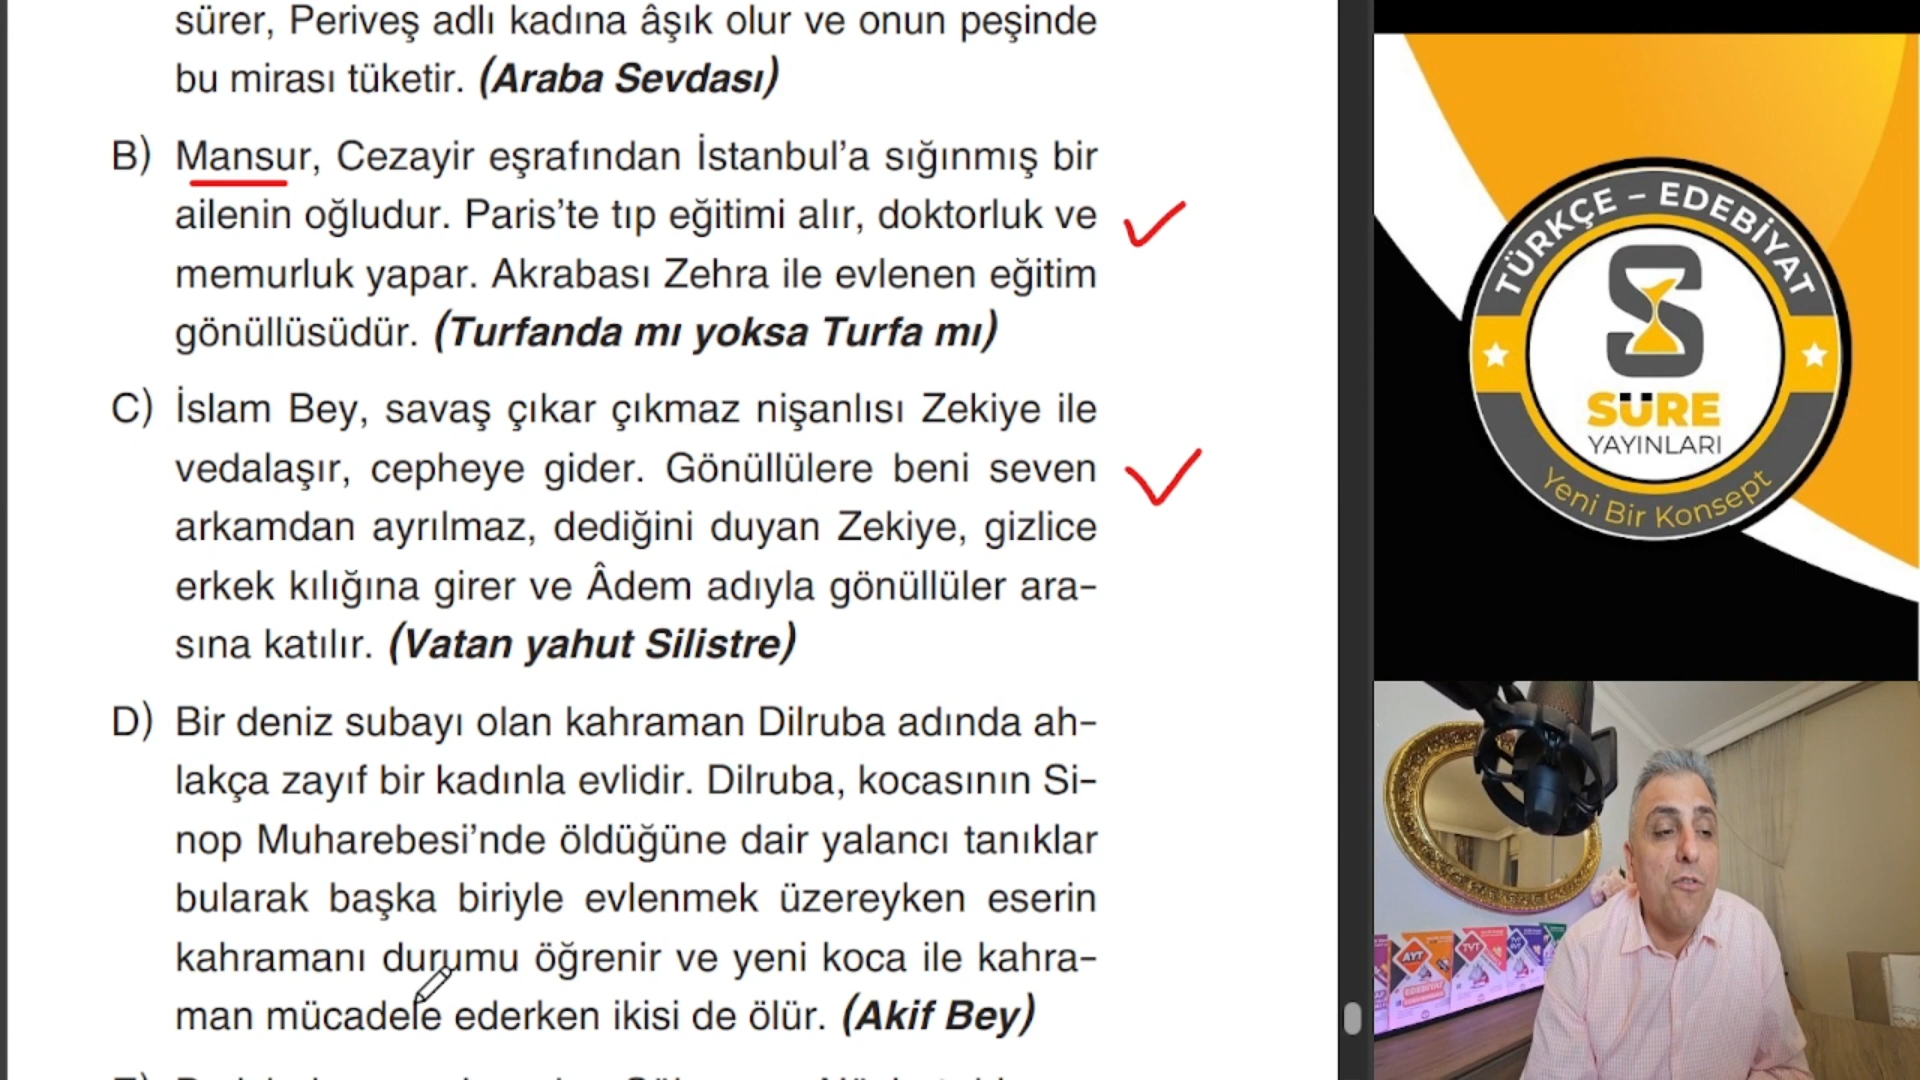 sürer, Periveş adlı kadına âşık olur ve onun peşinde
bu mirası tüketir. (Araba Sevdası)
B) Mansur, Cezayir eşrafından İstanbul’a sığınmış bir
ailenin oğludur. Paris’te tıp eğitimi alır, doktorluk ve
memurluk yapar. Akrabası Zehra ile evlenen eğitim
gönüllüsüdür. (Turfanda mı yoksa Turfa mı)
C) İslam Bey, savaş çıkar çıkmaz nişanlısı Zekiye ile
vedalaşır, cepheye gider. Gönüllülere beni seven
arkamdan ayrılmaz, dediğini duyan Zekiye, gizlice
erkek kılığına girer ve Âdem adıyla gönüllüler ara-
sına katılır. (Vatan yahut Silistre)
D) Bir deniz subayı olan kahraman Dilruba adında ah-
lakça zayıf bir kadınla evlidir. Dilruba, kocasının Si-
nop Muharebesi’nde öldüğüne dair yalancı tanıklar
bularak başka biriyle evlenmek üzereyken eserin
kahramanı durumu öğrenir ve yeni koca ile kahra-
man mücadele ederken ikisi de ölür. (Akif Bey)
TÜRKÇE – EDEBİYAT
SÜRE
YAYINLARI
Yeni Bir Konsept
AYT
TYT